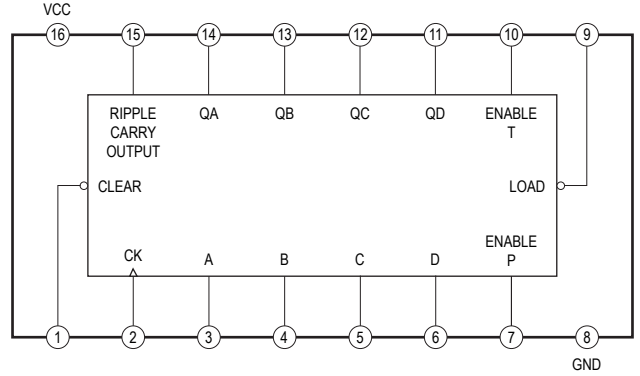 VCC
16 15 14 13 12 11 10 9
RIPPLE CARRY OUTPUT
QA QB QC QD
ENABLE T
CLEAR
LOAD
CK A B C D
ENABLE P
1 2 3 4 5 6 7 8
GND